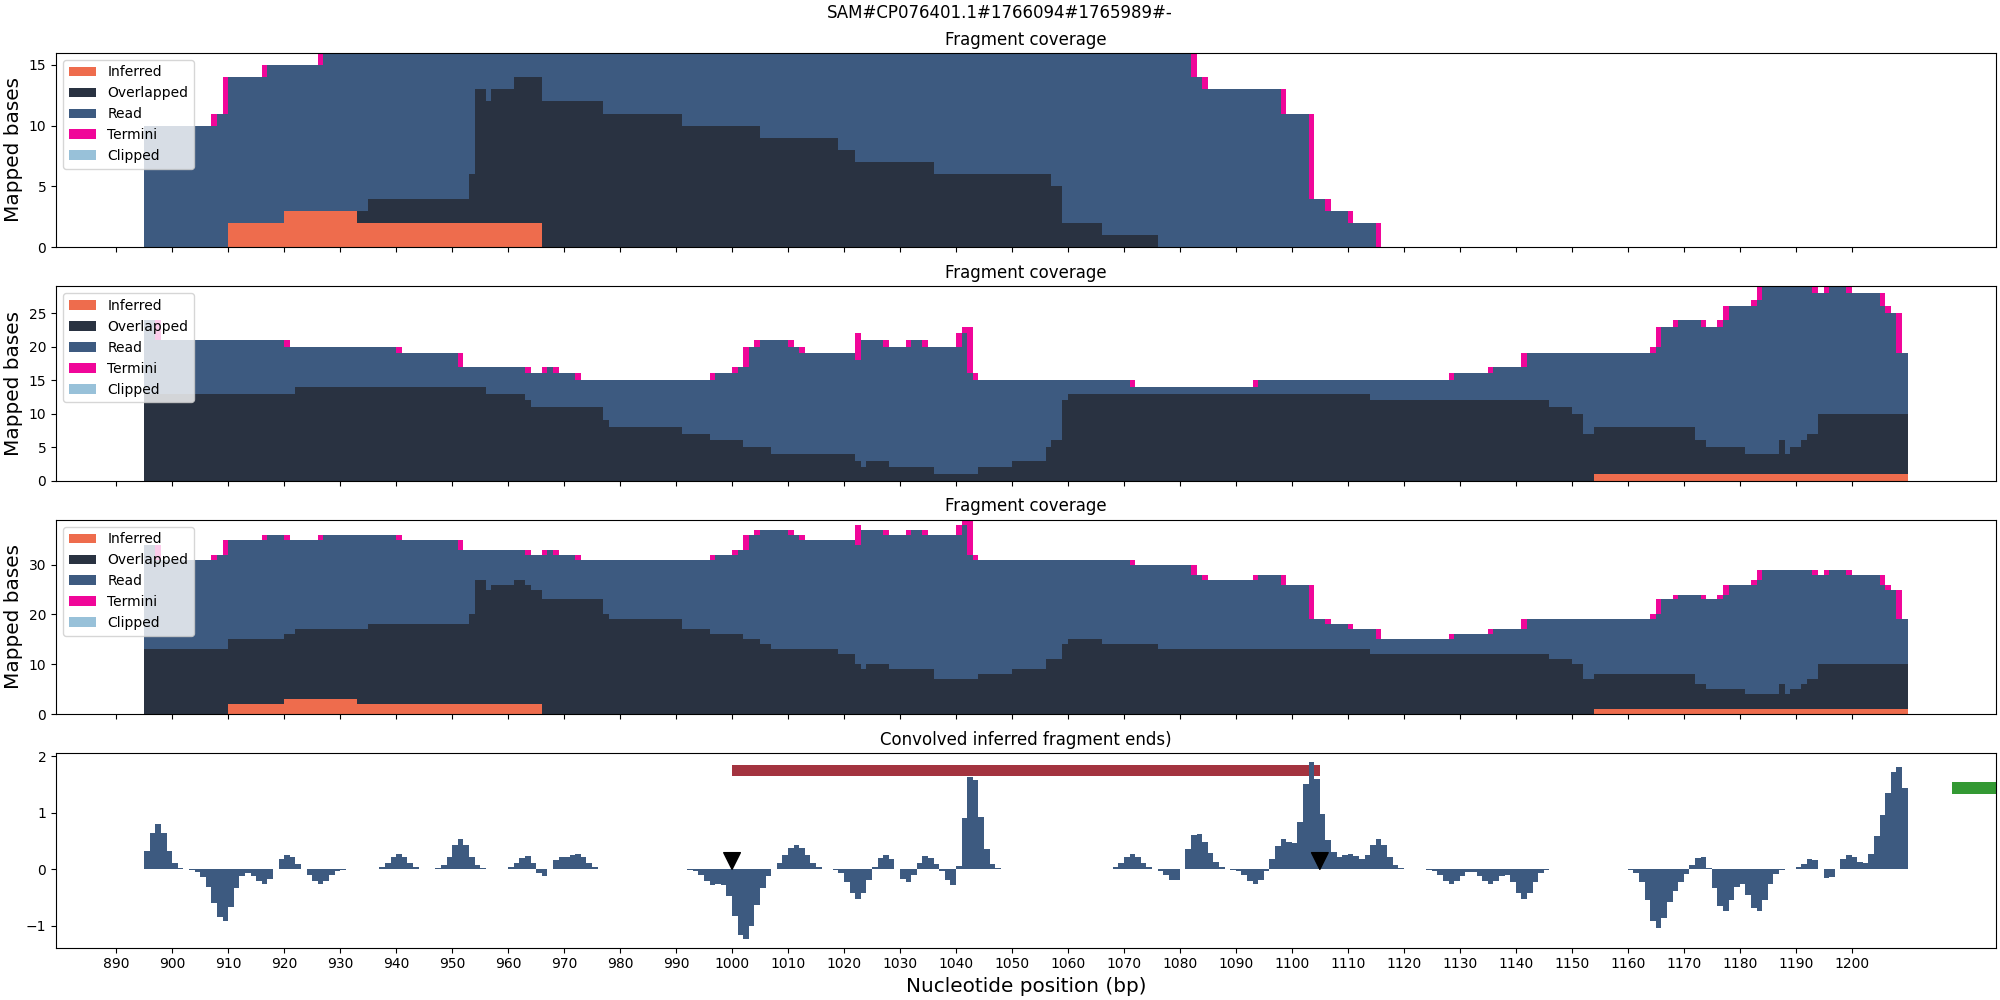 SAM#CP076401.1#1766094#1765989#-
Fragment coverage
Mapped bases
15
10
5
0
Inferred
Overlapped
Read
Termini
Clipped
Fragment coverage
Mapped bases
25
20
15
10
5
0
Inferred
Overlapped
Read
Termini
Clipped
Fragment coverage
Mapped bases
30
20
10
0
Inferred
Overlapped
Read
Termini
Clipped
Convolved inferred fragment ends)
2
1
0
−1
890 900 910 920 930 940 950 960 970 980 990 1000 1010 1020 1030 1040 1050 1060 1070 1080 1090 1100 1110 1120 1130 1140 1150 1160 1170 1180 1190 1200
Nucleotide position (bp)